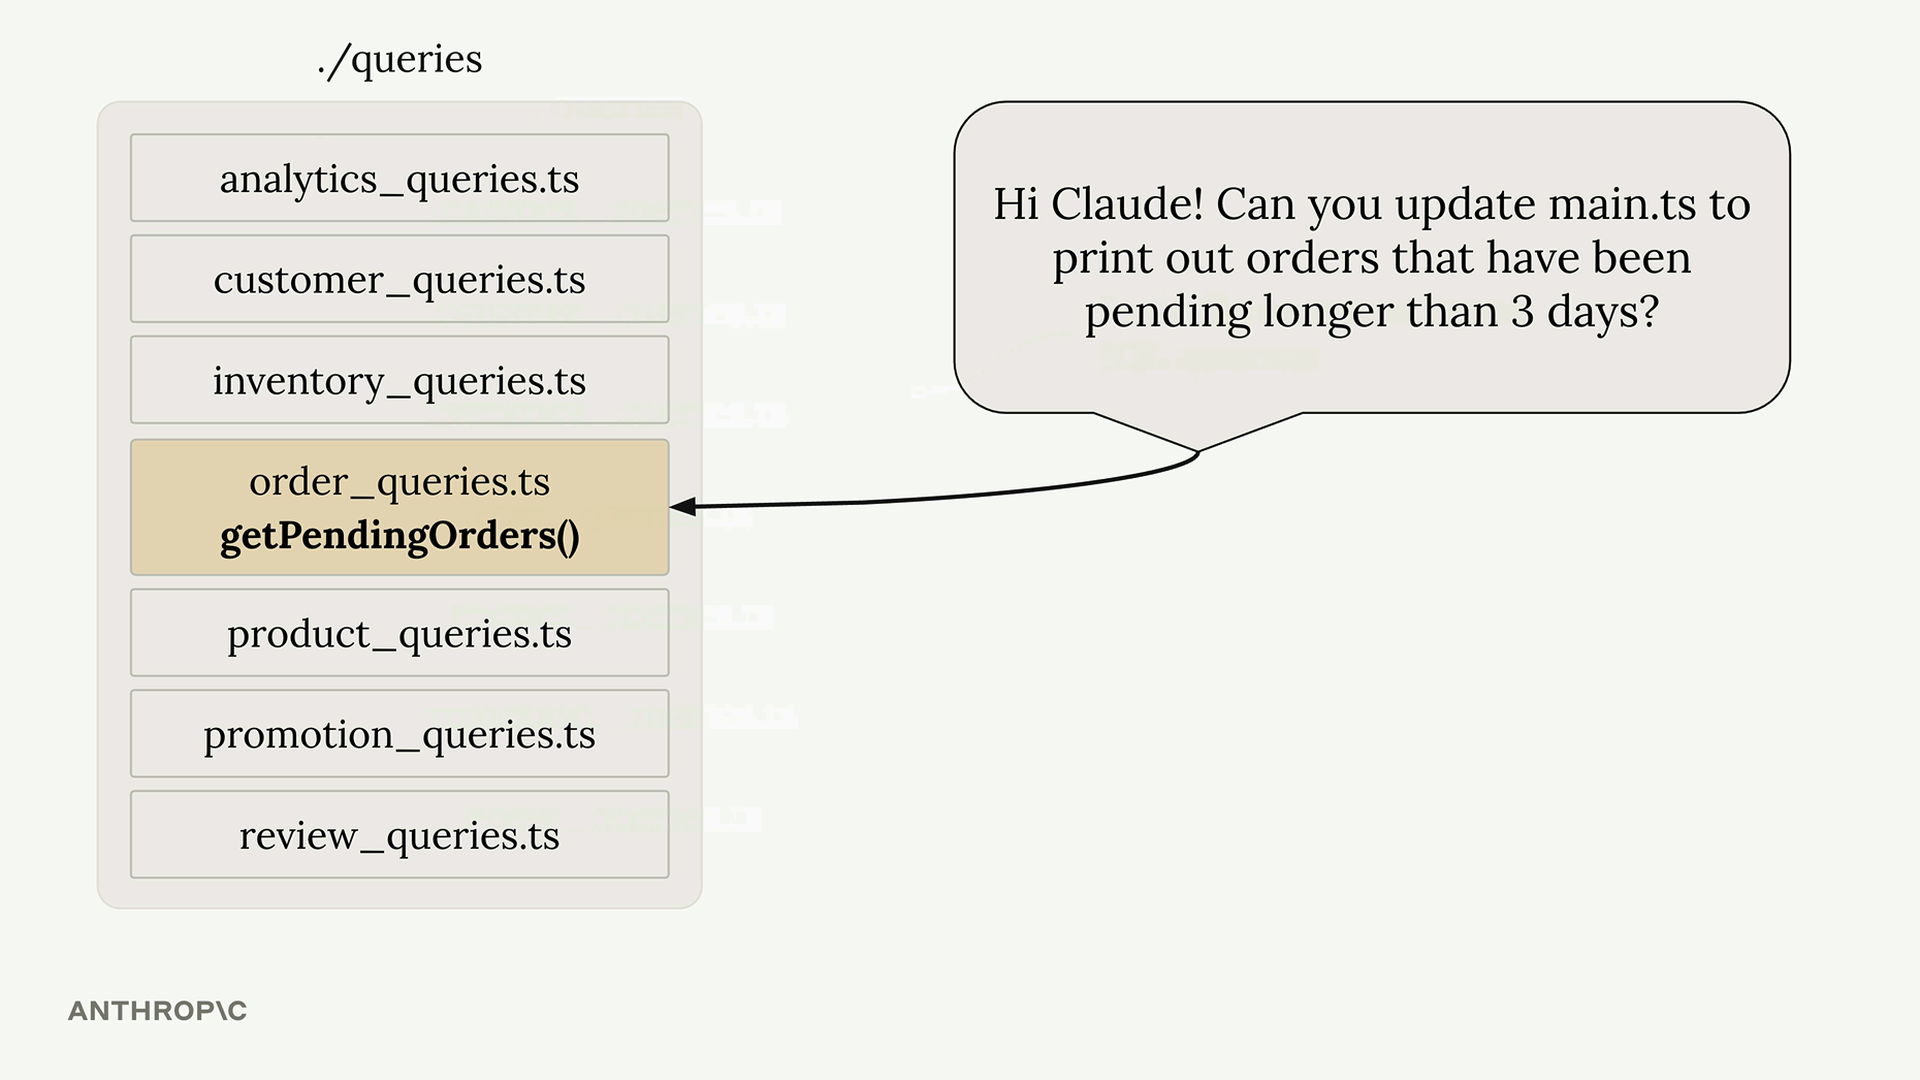 ./queries
analytics_queries.ts
customer_queries.ts
inventory_queries.ts
order_queries.ts
getPendingOrders()
product_queries.ts
promotion_queries.ts
review_queries.ts
Hi Claude! Can you update main.ts to
print out orders that have been
pending longer than 3 days?
ANTHROP\C